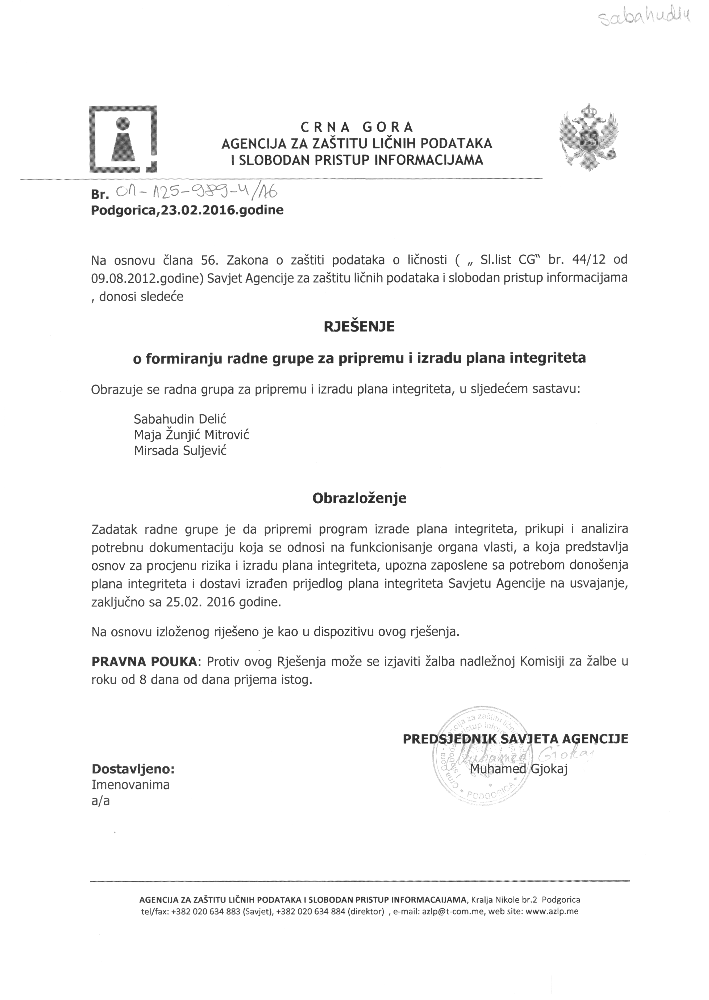 sabahudin
CRNA GORA
AGENCIJA ZA ZAŠTITU LIČNIH PODATAKA
I SLOBODAN PRISTUP INFORMACIJAMA
Br. 01-125-989-4/16
Podgorica,23.02.2016.godine
Na osnovu člana 56. Zakona o zaštiti podataka o ličnosti ( „ Sl.list CG“ br. 44/12 od
09.08.2012.godine) Savjet Agencije za zaštitu ličnih podataka i slobodan pristup informacijama
, donosi sledeće
RJEŠENJE
o formiranju radne grupe za pripremu i izradu plana integriteta
Obrazuje se radna grupa za pripremu i izradu plana integriteta, u sljedećem sastavu:
Sabahudin Delić
Maja Žunjić Mitrović
Mirsada Suljević
Obrazloženje
Zadatak radne grupe je da pripremi program izrade plana integriteta, prikupi i analizira
potrebnu dokumentaciju koja se odnosi na funkcionisanje organa vlasti, a koja predstavlja
osnov za procjenu rizika i izradu plana integriteta, upozna zaposlene sa potrebom donošenja
plana integriteta i dostavi izrađen prijedlog plana integriteta Savjetu Agencije na usvajanje,
zaključno sa 25.02. 2016 godine.
Na osnovu izloženog riješeno je kao u dispozitivu ovog rješenja.
PRAVNA POUKA: Protiv ovog Rješenja može se izjaviti žalba nadležnoj Komisiji za žalbe u
roku od 8 dana od dana prijema istog.
PREDSJEDNIK SAVJETA AGENCIJE
Muhamed Gjokaj
Muhamed Gjokaj
Crna Gora - Agencija za zaštitu ličnih podataka
i slobodan pristup informacijama
PODGORICA
Dostavljeno:
Imenovanima
a/a
AGENCIJA ZA ZAŠTITU LIČNIH PODATAKA I SLOBODAN PRISTUP INFORMACAIJAMA, Kralja Nikole br.2 Podgorica
tel/fax: +382 020 634 883 (Savjet), +382 020 634 884 (direktor) , e-mail: azlp@t-com.me, web site: www.azlp.me